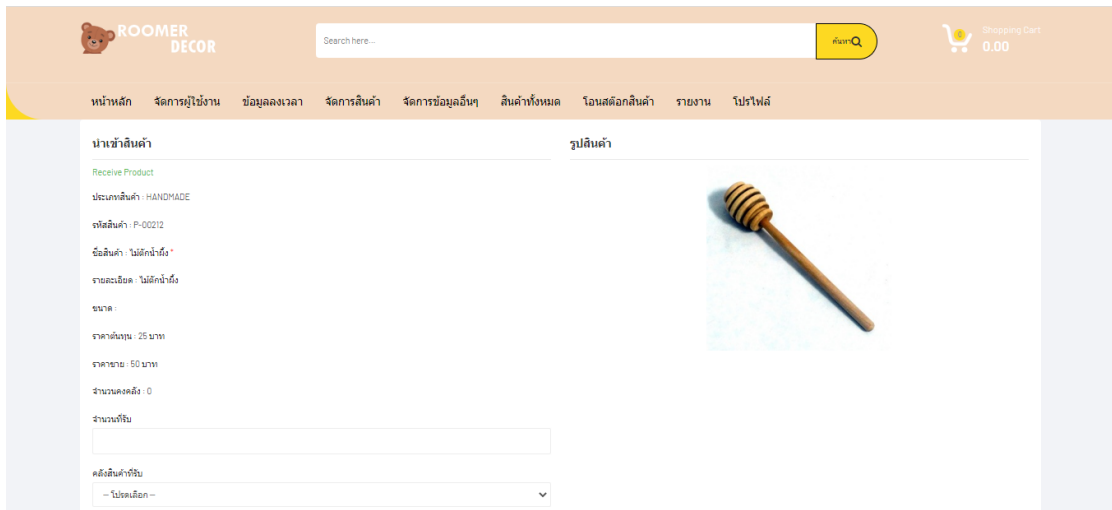 ROOMER
DECOR
Search here...
ค้นหา
0
Shopping Cart
0.00
หน้าหลัก จัดการผู้ใช้งาน ข้อมูลลงเวลา จัดการสินค้า จัดการข้อมูลอื่นๆ สินค้าทั้งหมด โอนสต๊อกสินค้า รายงาน โปรไฟล์
นำเข้าสินค้า
รูปสินค้า
Receive Product
ประเภทสินค้า : HANDMADE
รหัสสินค้า : P-00212
ชื่อสินค้า : ไม้ตักน้ำผึ้ง *
รายละเอียด : ไม้ตักน้ำผึ้ง
ขนาด :
ราคาต้นทุน : 25 บาท
ราคาขาย : 50 บาท
จำนวนคงคลัง : 0
จำนวนที่รับ
คลังสินค้าที่รับ
-- โปรดเลือก --